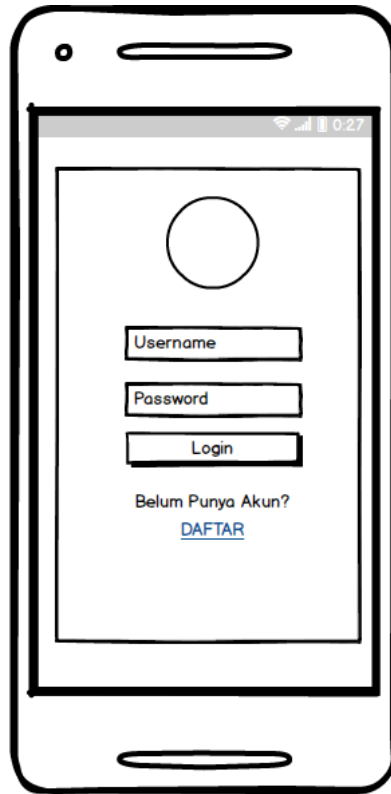 0:27
Username
Password
Login
Belum Punya Akun?
DAFTAR